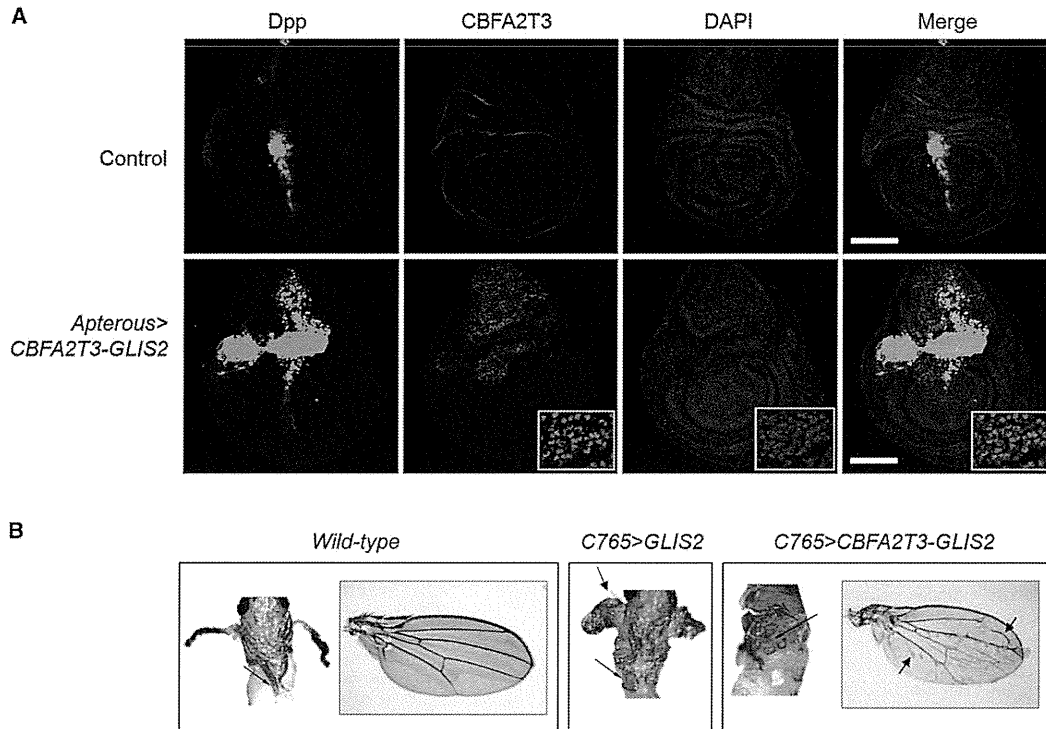 A
Dpp CBFA2T3 DAPI Merge
Control
Apterous>
CBFA2T3-GLIS2
B
Wild-type C765>GLIS2 C765>CBFA2T3-GLIS2